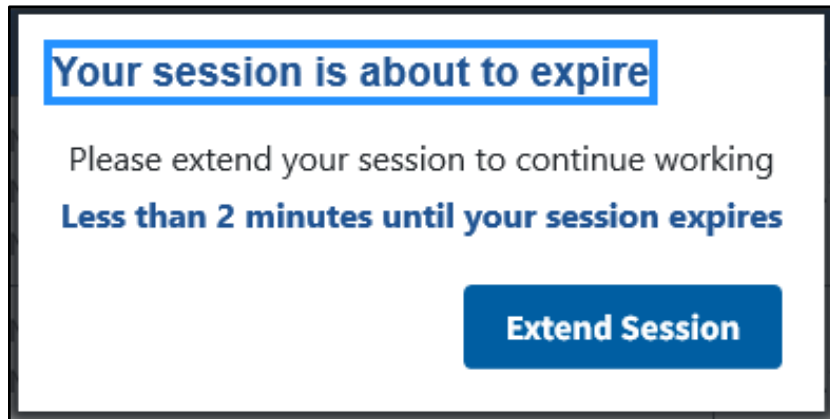 Your session is about to expire
Please extend your session to continue working
Less than 2 minutes until your session expires
Extend Session